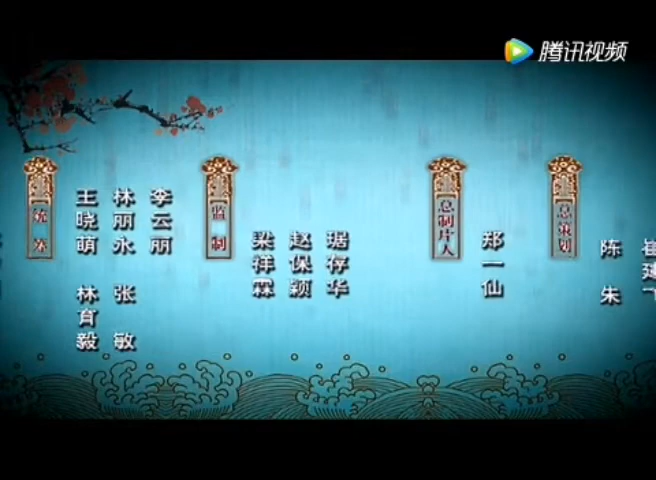 腾讯视频
总策划
陈 朱
总制片人
郑一仙
监制
琚存华
赵保颖
梁祥霖
统筹
李云丽
林丽永 张敏
王晓萌 林育毅